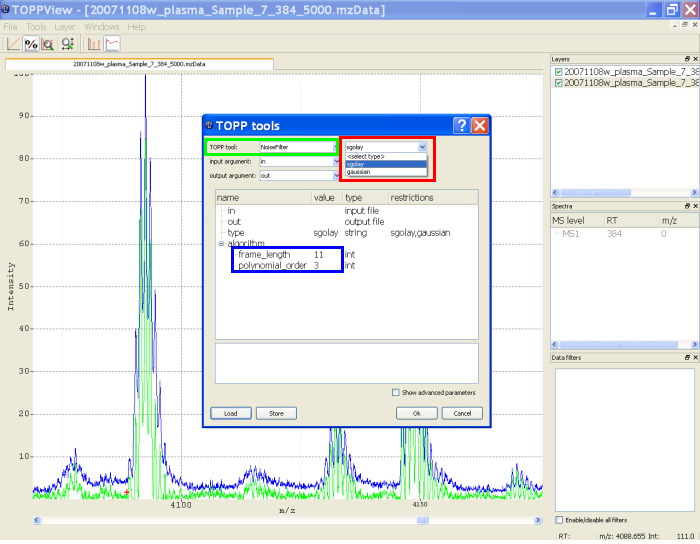 TOPPView - [20071108w_plasma_Sample_7_384_5000.mzData]
File Tools Layer Windows Help
20071108w_plasma_Sample_7_384_5000.mzData
90
80
70
60
50
40
30
20
10
0
Intensity
4100
4150
m/z
TOPP tools
TOPP tool: NoiseFilter sgolay
<select type>
sgolay
gaussian
input argument: in
output argument: out
name value type restrictions
in input file
out output file
type sgolay string sgolay,gaussian
algorithm
frame_length 11 int
polynomial_order 3 int
Show advanced parameters
Load Store Ok Cancel
Layers
20071108w_plasma_Sample_7_38
20071108w_plasma_Sample_7_38
Spectra
MS level RT m/z
MS1 384 0
Data filters
Enable/disable all filters
RT: m/z: 4088.655 Int: 111.0